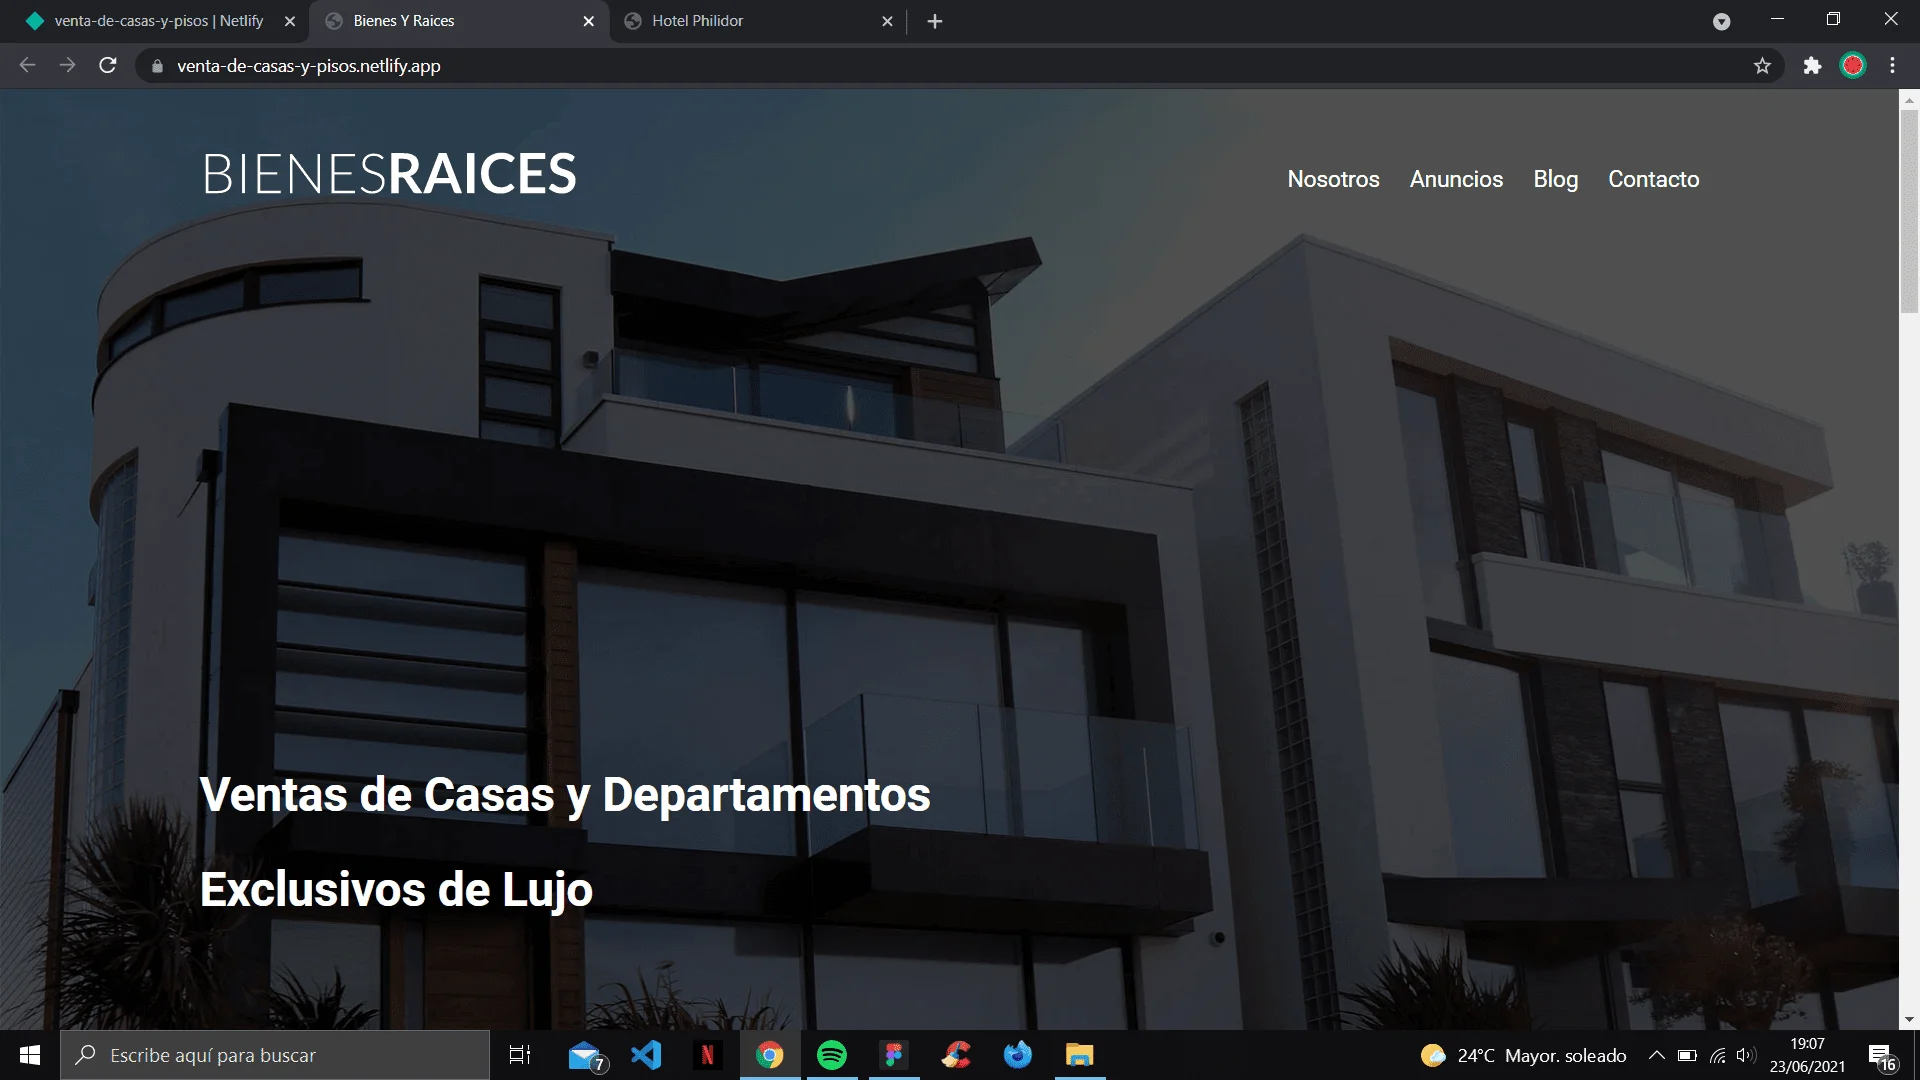 venta-de-casas-y-pisos | Netlify
Bienes Y Raices
Hotel Philidor
venta-de-casas-y-pisos.netlify.app
BIENESRAICES
Nosotros Anuncios Blog Contacto
Ventas de Casas y Departamentos
Exclusivos de Lujo
Escribe aquí para buscar
7
N
24°C Mayor. soleado
19:07
23/06/2021
16